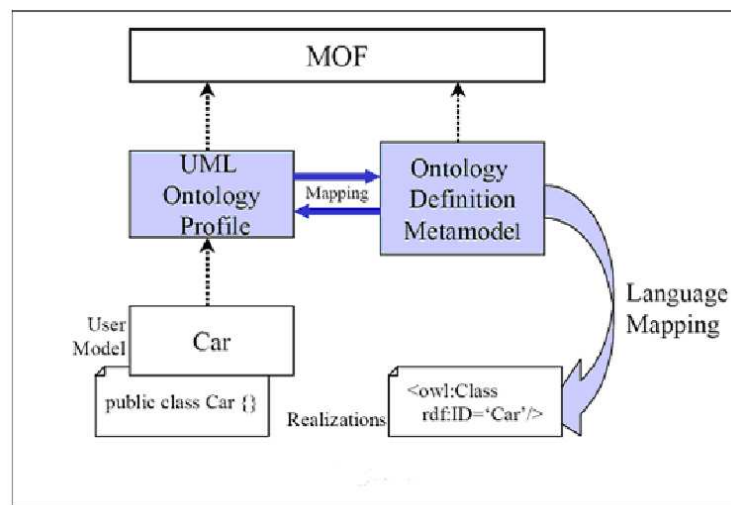 MOF
UML
Ontology
Profile
Mapping
Ontology
Definition
Metamodel
Language
Mapping
User
Model
Car
public class Car {}
Realizations
<owl:Class
rdf:ID=‘Car’/>